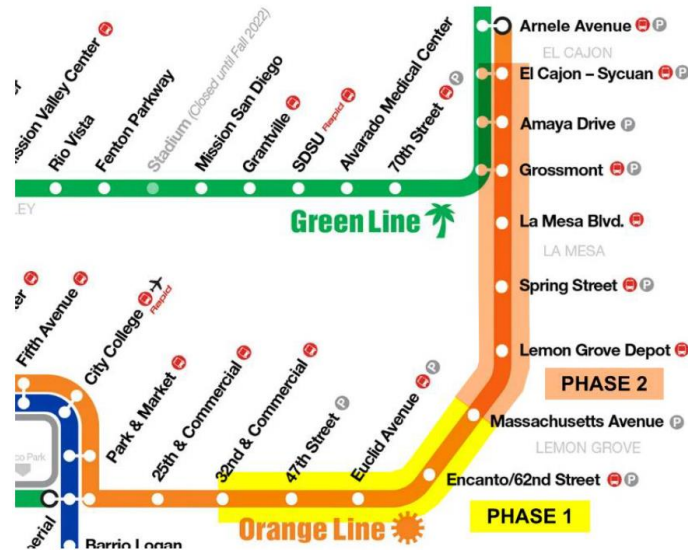 Mission Valley Center
Rio Vista
Fenton Parkway
Stadium (Closed until Fall 2022)
Mission San Diego
Grantville
SDSU Rapid
Alvarado Medical Center
70th Street P
Arnele Avenue P
EL CAJON
El Cajon – Sycuan P
Amaya Drive P
Grossmont P
La Mesa Blvd.
LA MESA
Spring Street P
Lemon Grove Depot
PHASE 2
Massachusetts Avenue P
LEMON GROVE
Encanto/62nd Street P
PHASE 1
Green Line
Fifth Avenue
City College Rapid
Park & Market
25th & Commercial
32nd & Commercial
47th Street P
Euclid Avenue P
Orange Line
Barrio Logan